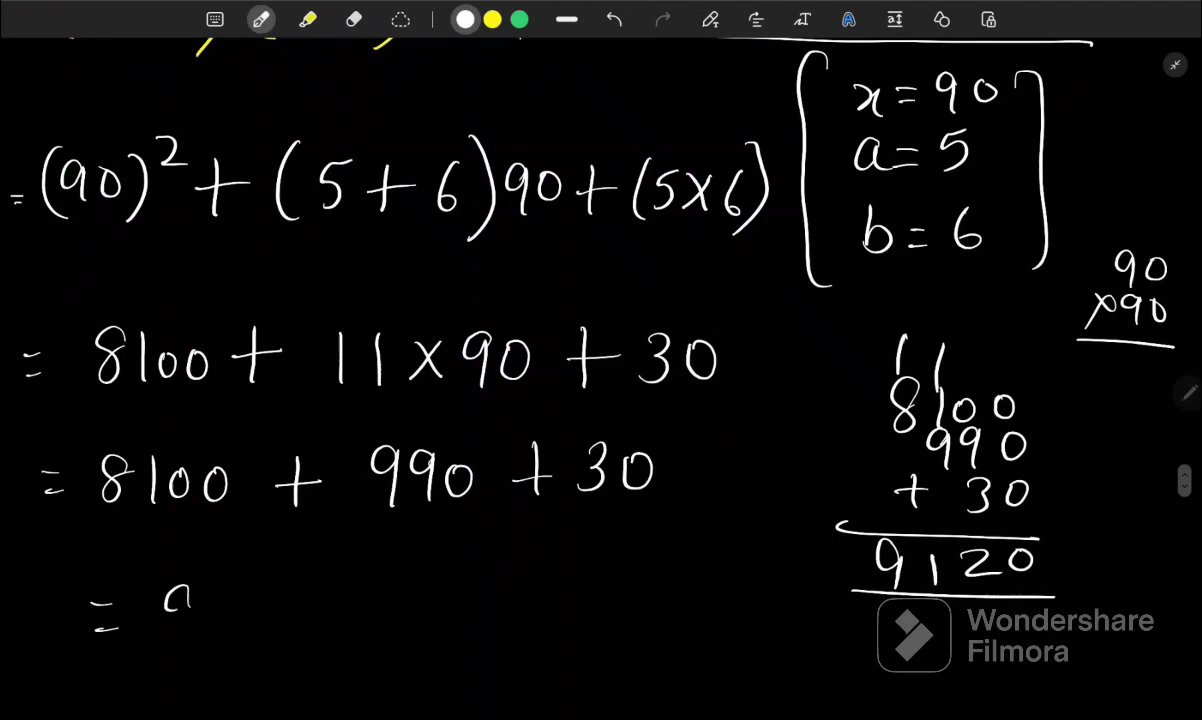 = (90)² + (5 + 6)90 + (5×6) [x = 90
a = 5
b = 6]
90
×90
= 8100 + 11 × 90 + 30
= 8100 + 990 + 30
1 1
8100
990
+ 30
9120
=
Wondershare
Filmora